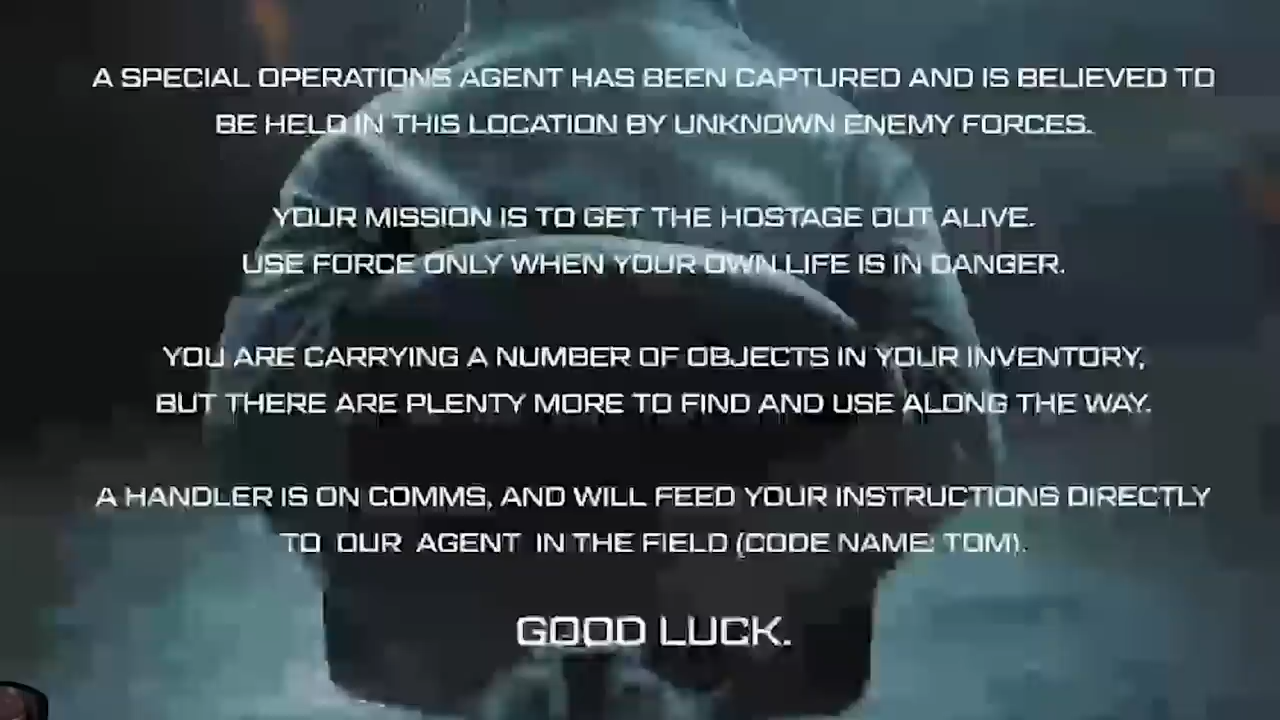 A SPECIAL OPERATIONS AGENT HAS BEEN CAPTURED AND IS BELIEVED TO
BE HELD IN THIS LOCATION BY UNKNOWN ENEMY FORCES.
YOUR MISSION IS TO GET THE HOSTAGE OUT ALIVE.
USE FORCE ONLY WHEN YOUR OWN LIFE IS IN DANGER.
YOU ARE CARRYING A NUMBER OF OBJECTS IN YOUR INVENTORY,
BUT THERE ARE PLENTY MORE TO FIND AND USE ALONG THE WAY.
A HANDLER IS ON COMMS, AND WILL FEED YOUR INSTRUCTIONS DIRECTLY
TO OUR AGENT IN THE FIELD (CODE NAME: TOM).
GOOD LUCK.